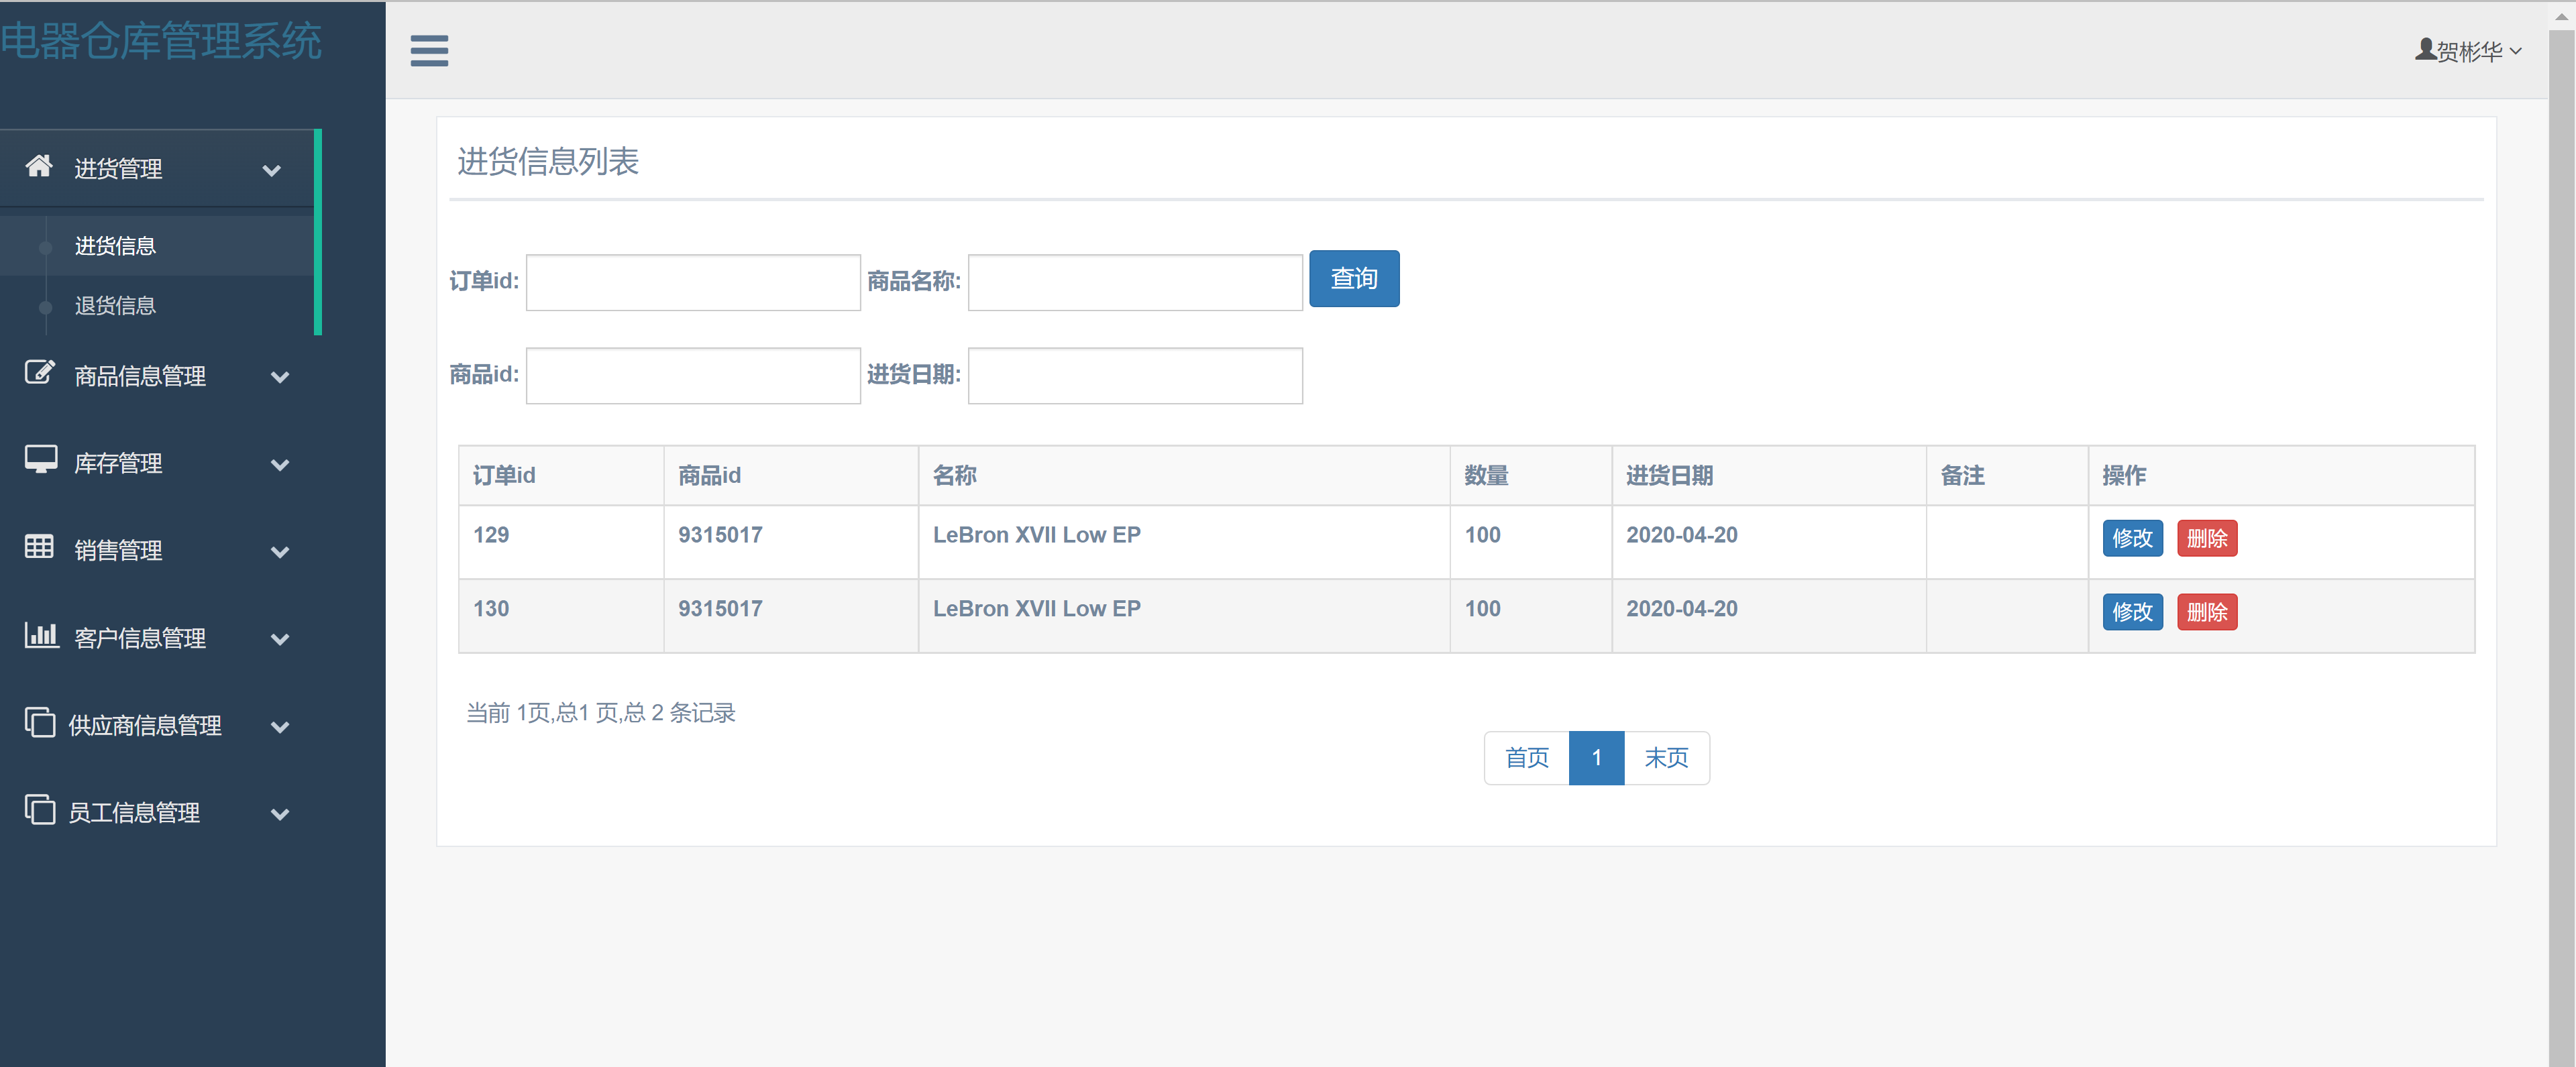 电器仓库管理系统
贺彬华
进货管理
进货信息
退货信息
商品信息管理
库存管理
销售管理
客户信息管理
供应商信息管理
员工信息管理
进货信息列表
订单id: 商品名称: 查询
商品id: 进货日期:
订单id 商品id 名称 数量 进货日期 备注 操作
129 9315017 LeBron XVII Low EP 100 2020-04-20 修改 删除
130 9315017 LeBron XVII Low EP 100 2020-04-20 修改 删除
当前 1页,总1 页,总 2 条记录
首页 1 末页